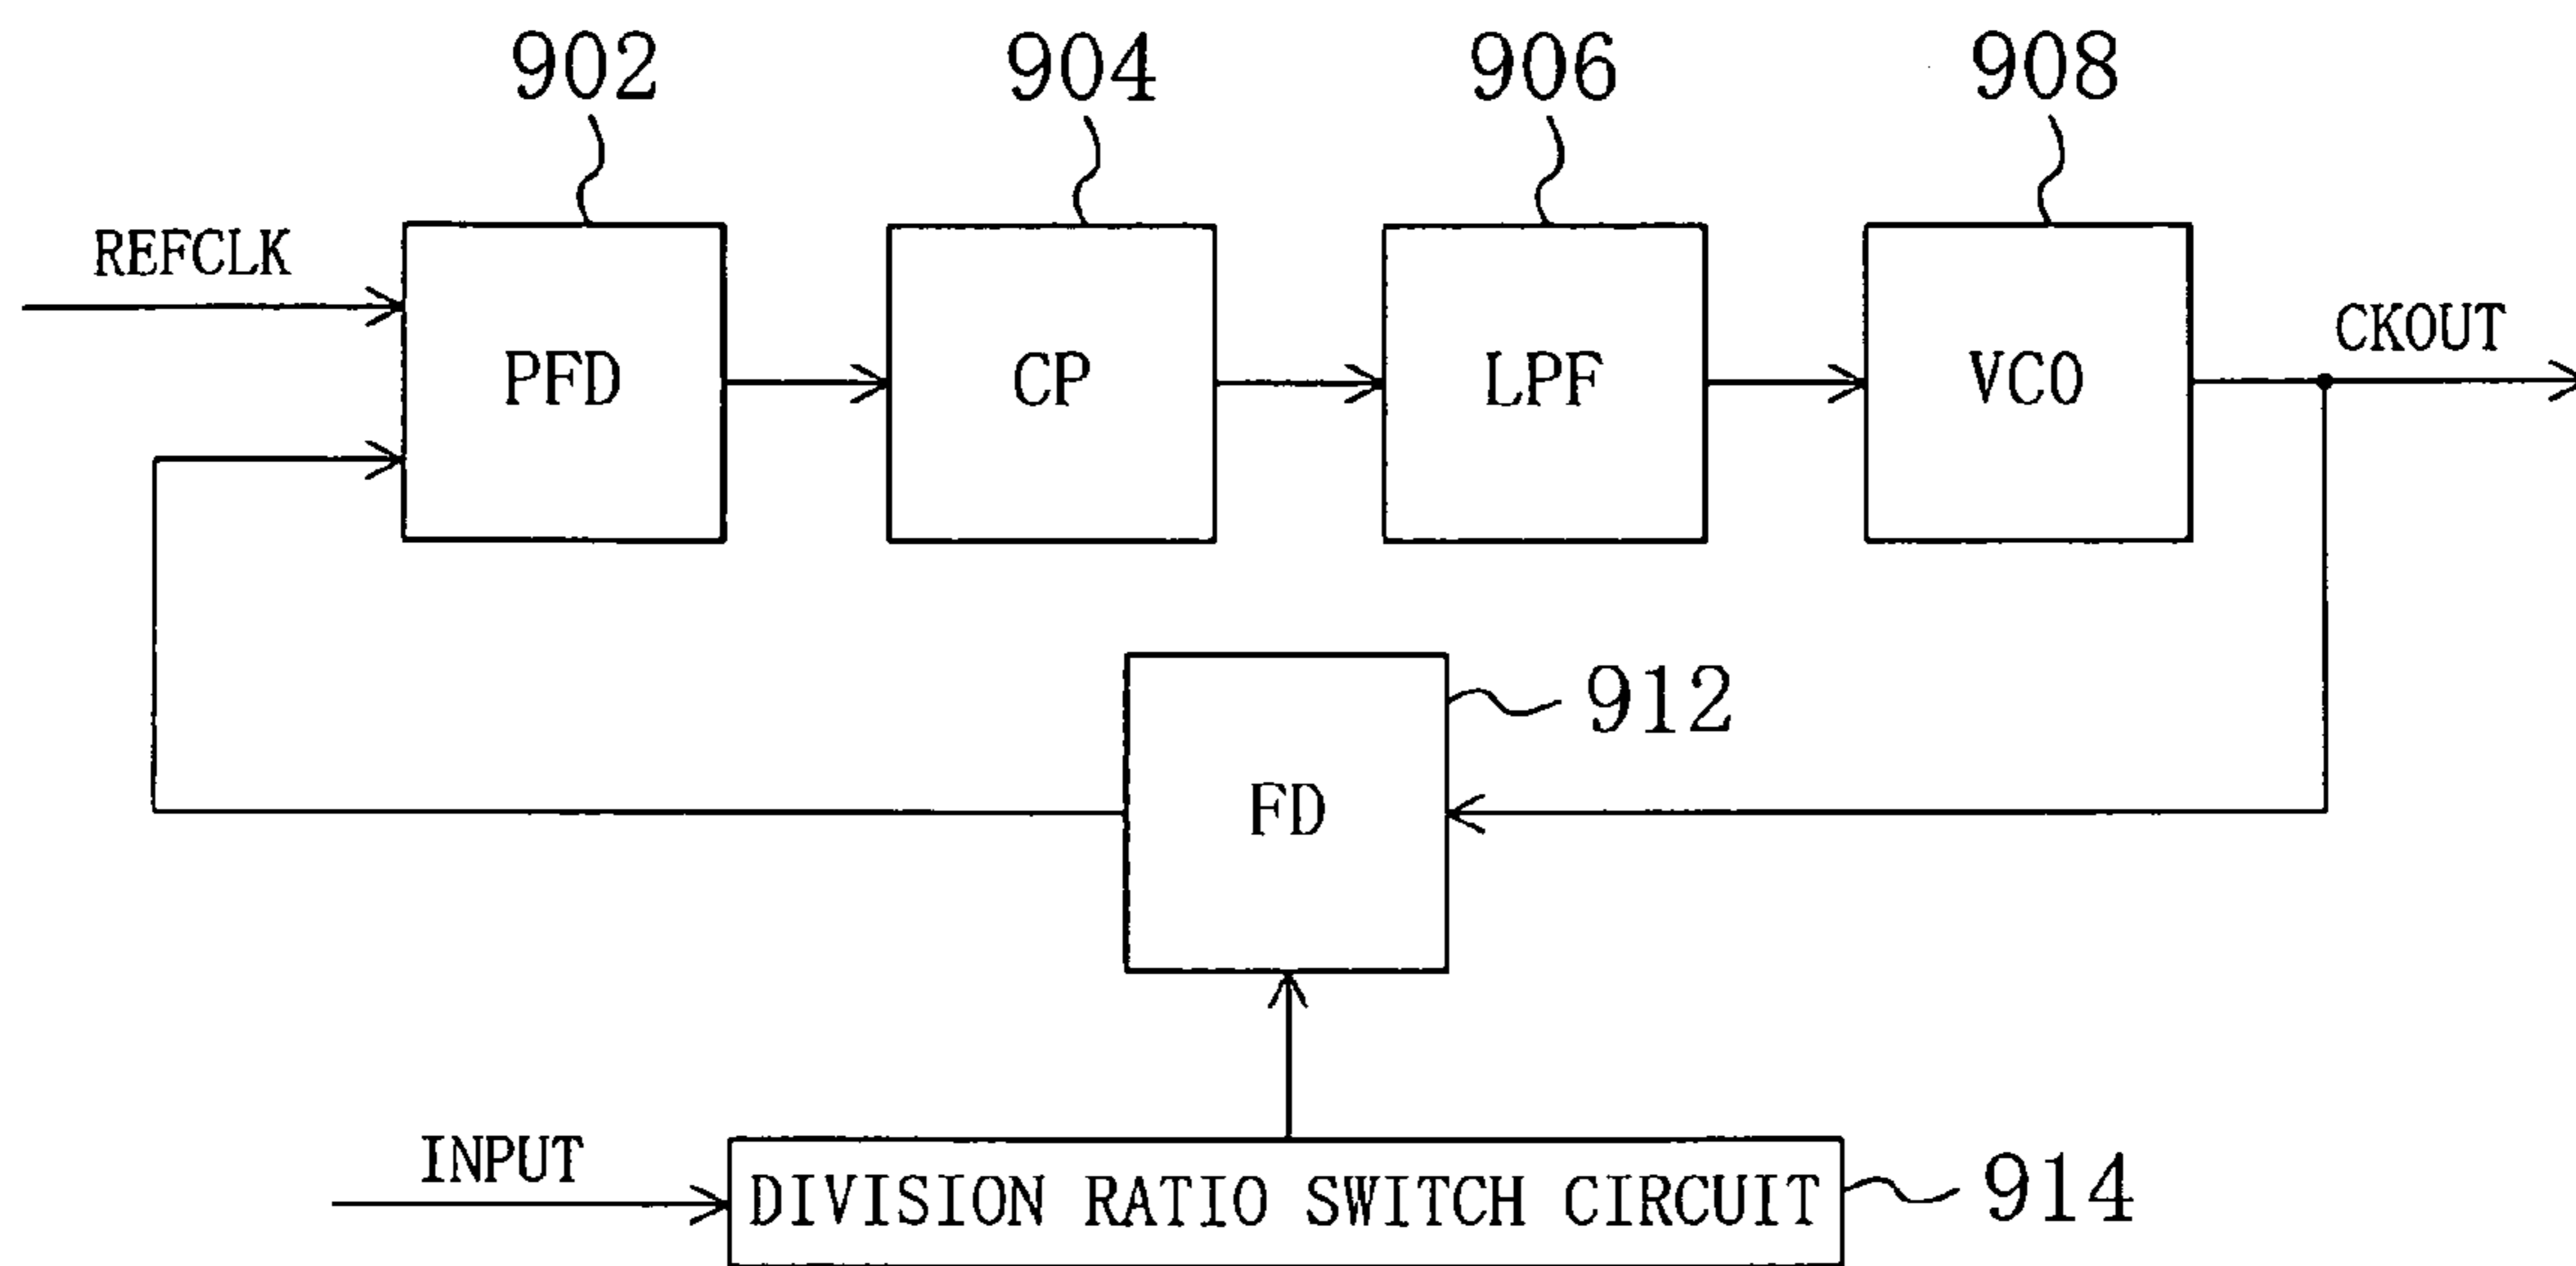 902 904 906 908
REFCLK
CKOUT
PFD CP LPF VCO
912
FD
INPUT
DIVISION RATIO SWITCH CIRCUIT 914